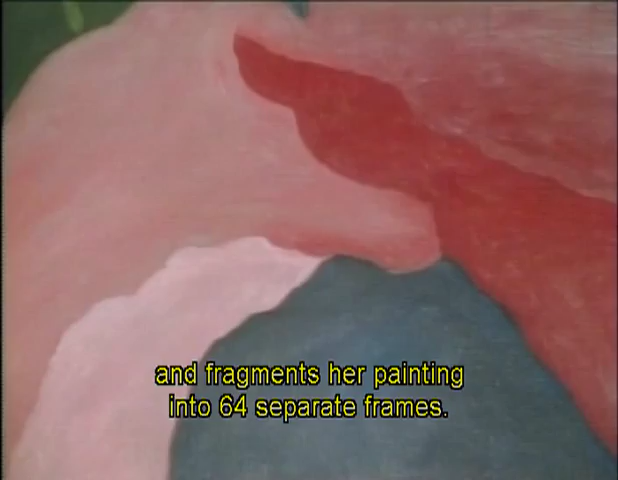 and fragments her painting
into 64 separate frames.